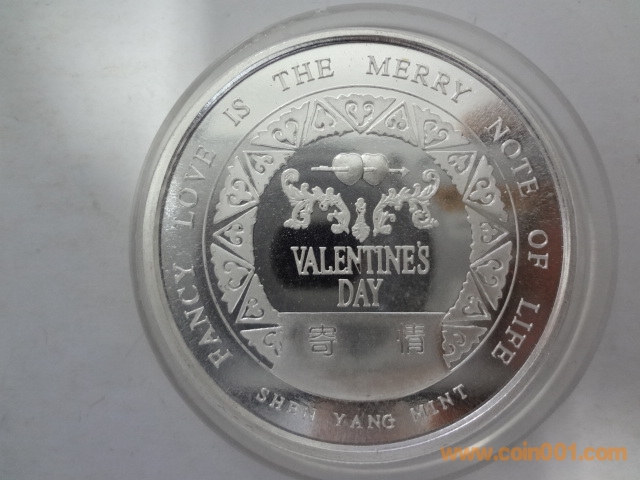 FANCY LOVE IS THE MERRY NOTE OF LIFE
VALENTINE'S
DAY
寄情
SHEN YANG MINT
www.coin001.com